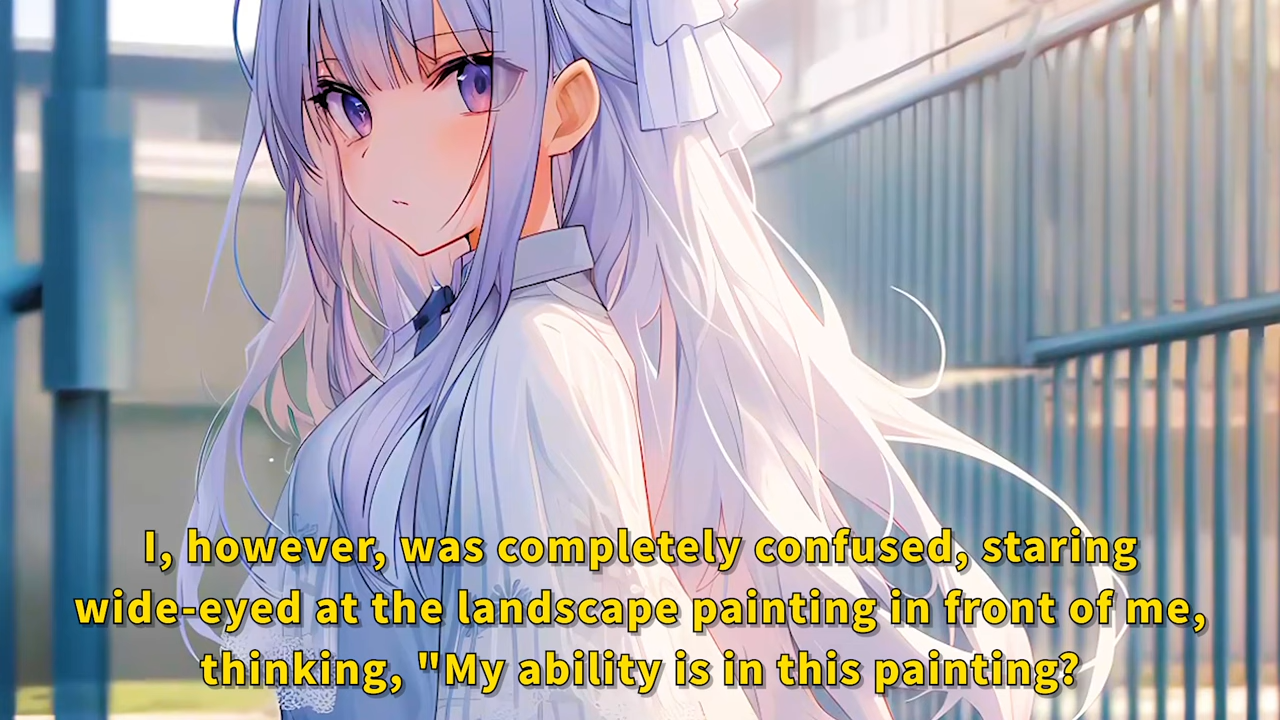 I, however, was completely confused, staring
wide-eyed at the landscape painting in front of me,
thinking, "My ability is in this painting?